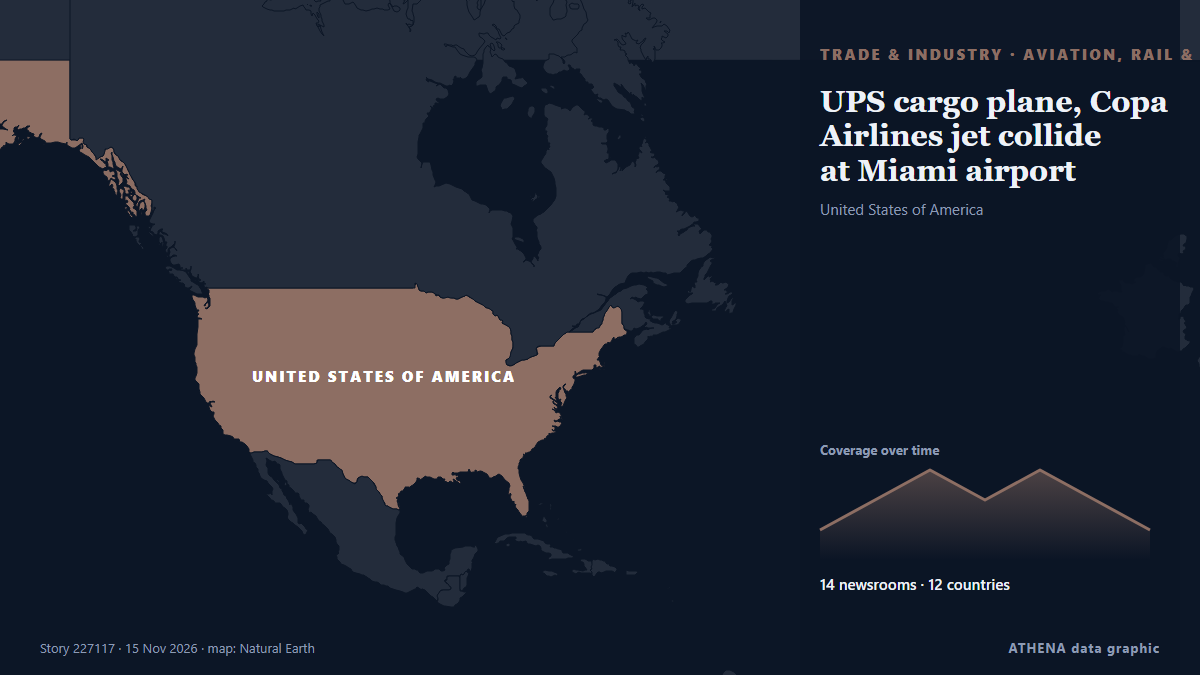 TRADE & INDUSTRY · AVIATION, RAIL &
UPS cargo plane, Copa
Airlines jet collide
at Miami airport
United States of America
UNITED STATES OF AMERICA
Coverage over time
14 newsrooms · 12 countries
Story 227117 · 15 Nov 2026 · map: Natural Earth
ATHENA data graphic